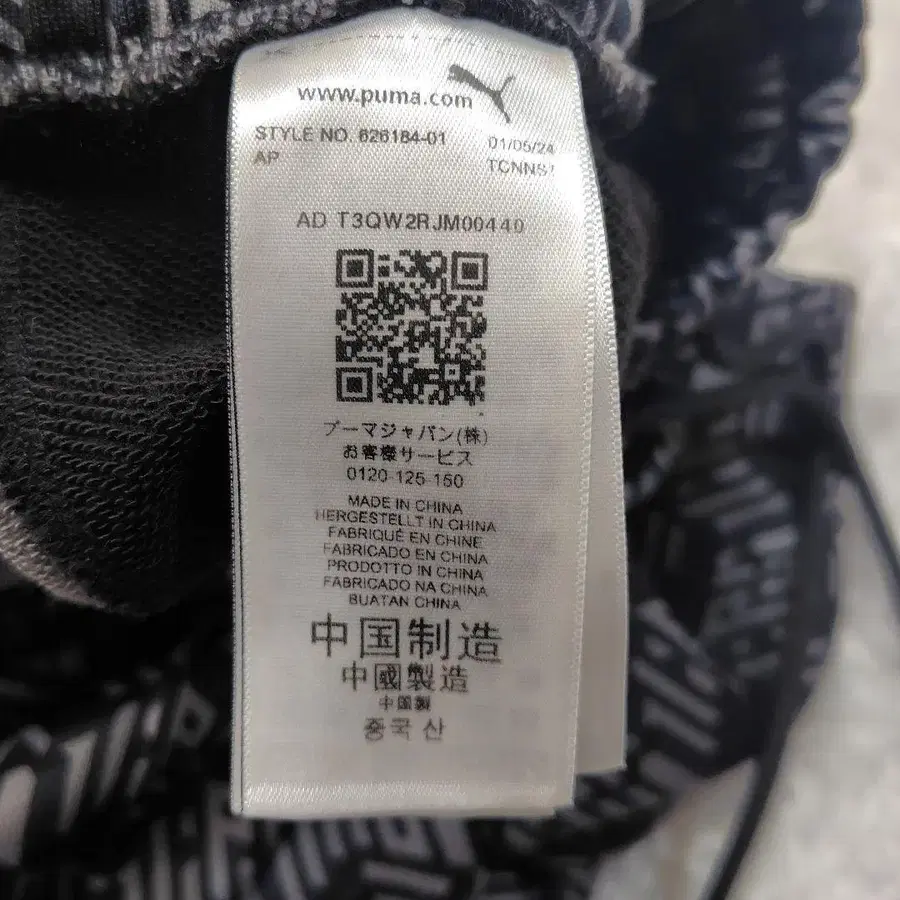 www.puma.com
STYLE NO. 626184-01 01/05/24
AP TCNNS1
AD T3QW2RJM00440
プーマジャパン(株)
お客様サービス
0120-125-150
MADE IN CHINA
HERGESTELLT IN CHINA
FABRIQUÉ EN CHINE
FABRICADO EN CHINA
PRODOTTO IN CHINA
FABRICADO NA CHINA
BUATAN CHINA
中国制造
中國製造
中国製
중국 산